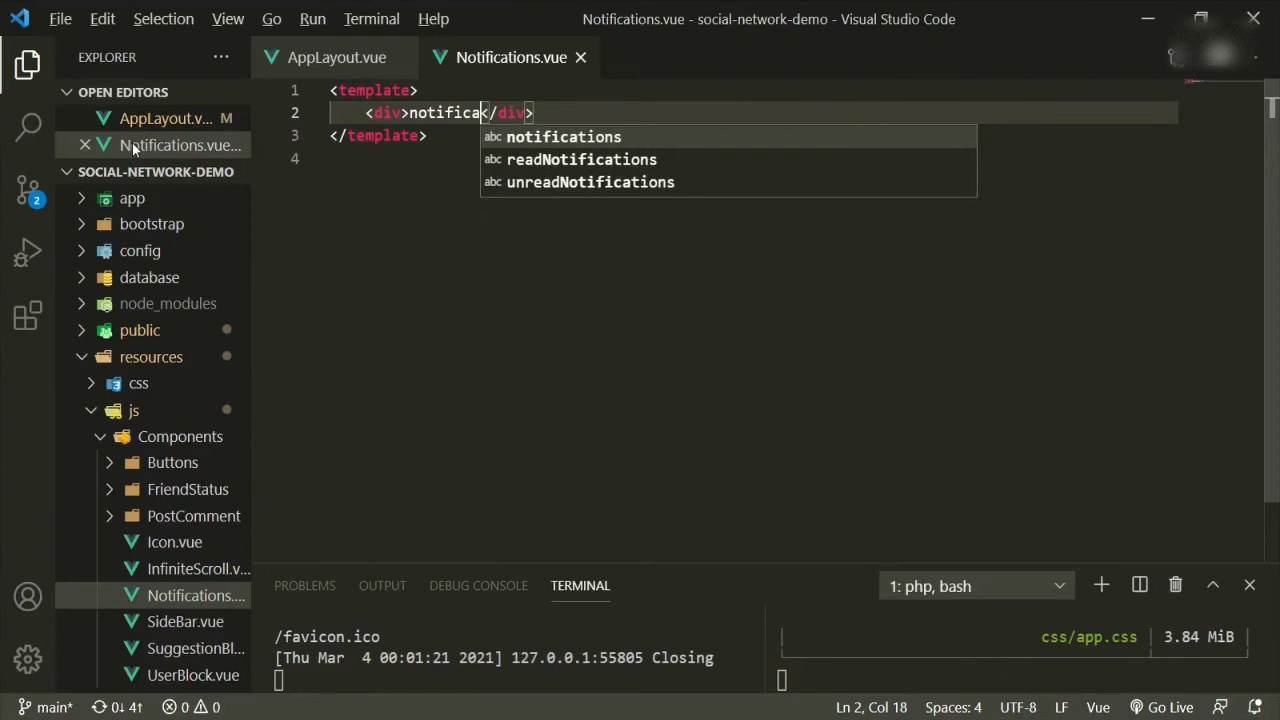 File Edit Selection View Go Run Terminal Help
Notifications.vue - social-network-demo - Visual Studio Code
EXPLORER
AppLayout.vue
Notifications.vue
OPEN EDITORS
AppLayout.v... M
Notifications.vue...
SOCIAL-NETWORK-DEMO
app
bootstrap
config
database
node_modules
public
resources
css
js
Components
Buttons
FriendStatus
PostComment
Icon.vue
InfiniteScroll.v...
Notifications....
SideBar.vue
SuggestionBl...
UserBlock.vue
2
1 <template>
2 <div>notifica</div>
3 </template>
4
abc notifications
abc readNotifications
abc unreadNotifications
PROBLEMS OUTPUT DEBUG CONSOLE TERMINAL
1: php, bash
/favicon.ico
[Thu Mar 4 00:01:21 2021] 127.0.0.1:55805 Closing
css/app.css 3.84 MiB
main* 0↓ 4↑ 0 0
Ln 2, Col 18 Spaces: 4 UTF-8 LF Vue Go Live